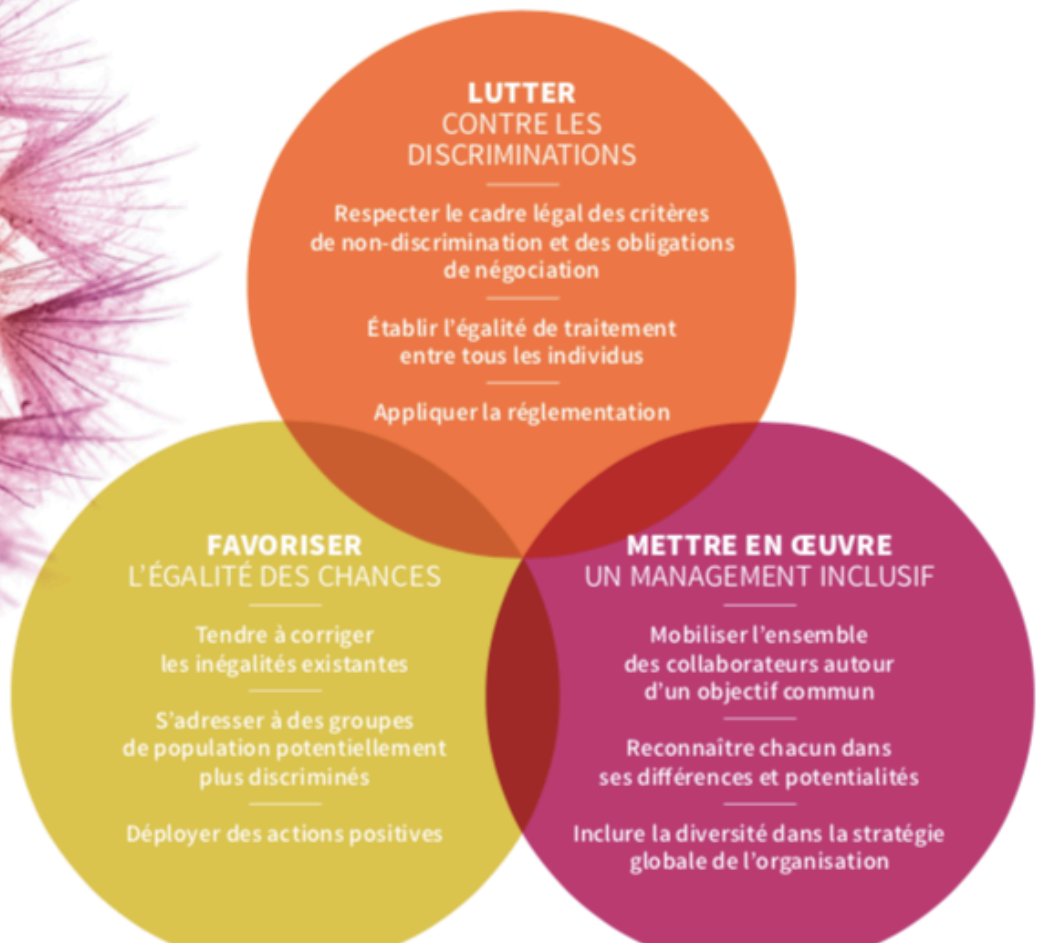 LUTTER
CONTRE LES
DISCRIMINATIONS
Respecter le cadre légal des critères
de non-discrimination et des obligations
de négociation
Établir l’égalité de traitement
entre tous les individus
Appliquer la réglementation
FAVORISER
L’ÉGALITÉ DES CHANCES
Tendre à corriger
les inégalités existantes
S’adresser à des groupes
de population potentiellement
plus discriminés
Déployer des actions positives
METTRE EN ŒUVRE
UN MANAGEMENT INCLUSIF
Mobiliser l’ensemble
des collaborateurs autour
d’un objectif commun
Reconnaître chacun dans
ses différences et potentialités
Inclure la diversité dans la stratégie
globale de l’organisation